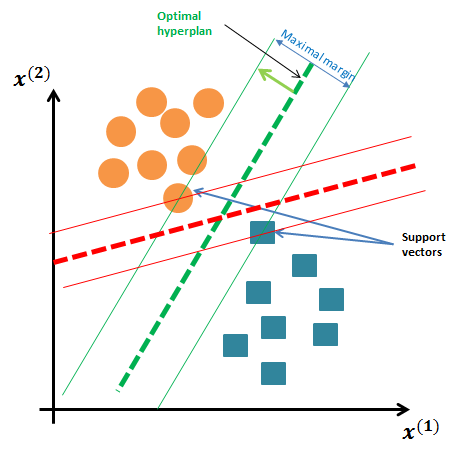 Optimal
hyperplan
Maximal margin
x⁽²⁾
Support
vectors
x⁽¹⁾